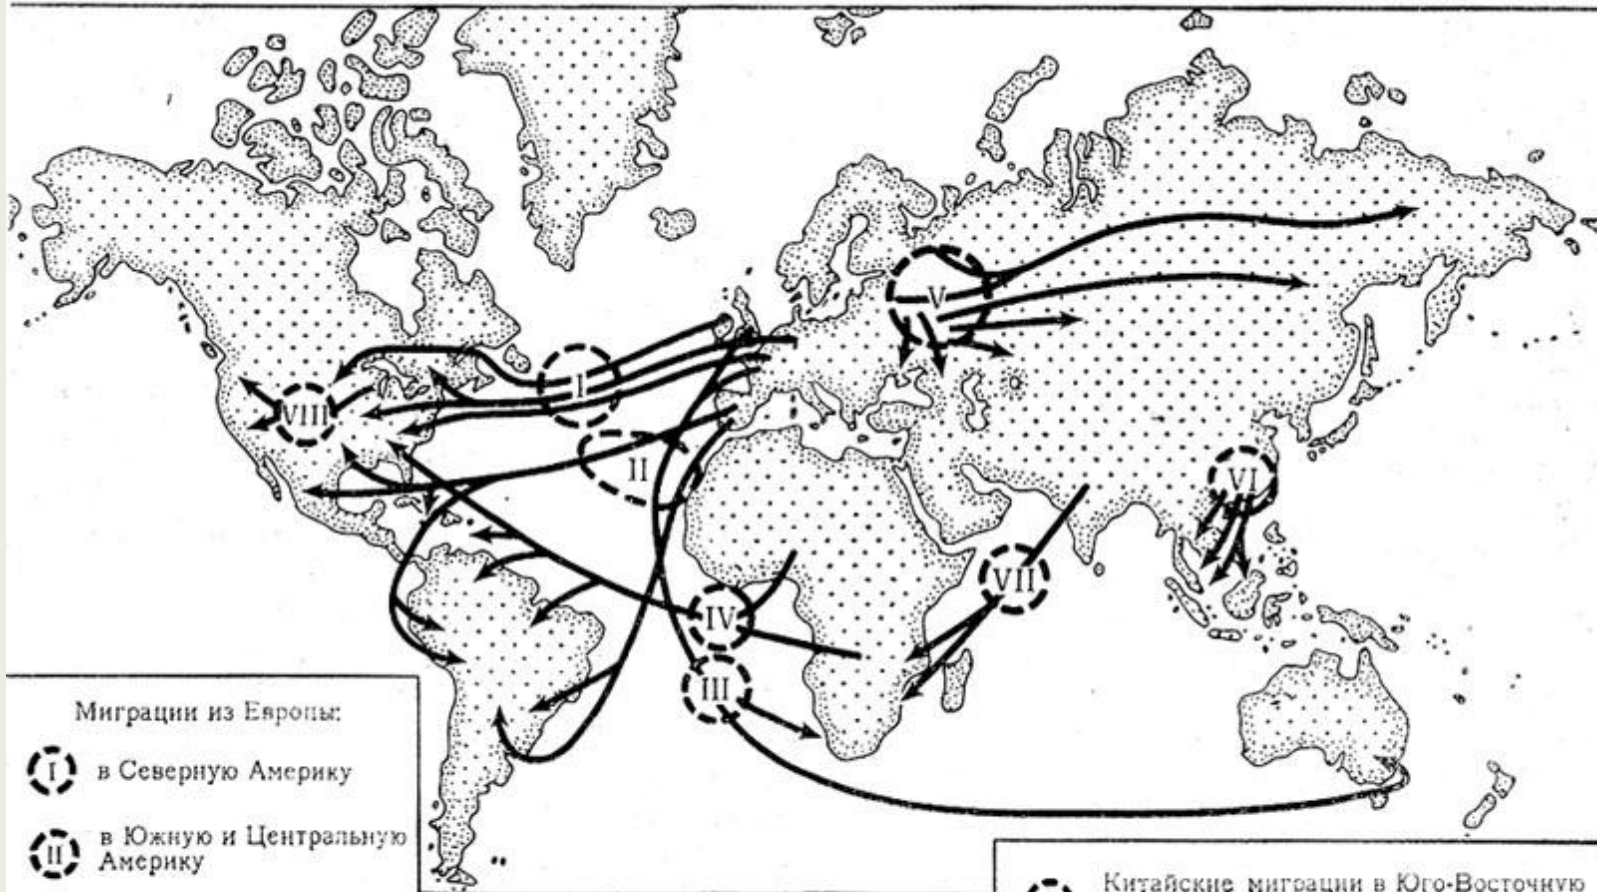 V
I
VIII
II
VI
VII
IV
III
Миграции из Европы:
I в Северную Америку
II в Южную и Центральную
Америку
Китайские миграции в Юго-Восточную